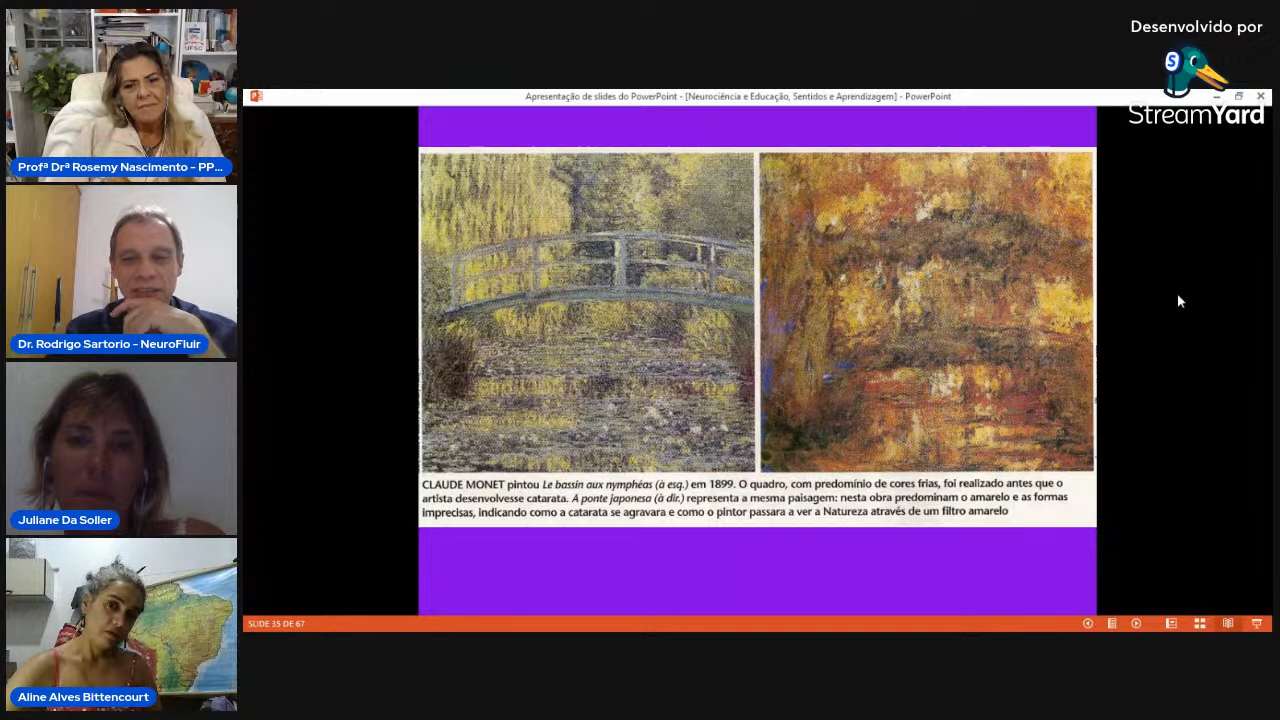 Desenvolvido por
StreamYard
Apresentação de slides do PowerPoint - [Neurociência e Educação, Sentidos e Aprendizagem] - PowerPoint
UFSC
Profª Drª Rosemy Nascimento - PP...
Dr. Rodrigo Sartorio - NeuroFluir
Juliane Da Soller
Aline Alves Bittencourt
CLAUDE MONET pintou Le bassin aux nymphéas (à esq.) em 1899. O quadro, com predomínio de cores frias, foi realizado antes que o
artista desenvolvesse catarata. A ponte japonesa (à dir.) representa a mesma paisagem: nesta obra predominam o amarelo e as formas
imprecisas, indicando como a catarata se agravara e como o pintor passara a ver a Natureza através de um filtro amarelo
SLIDE 35 DE 67